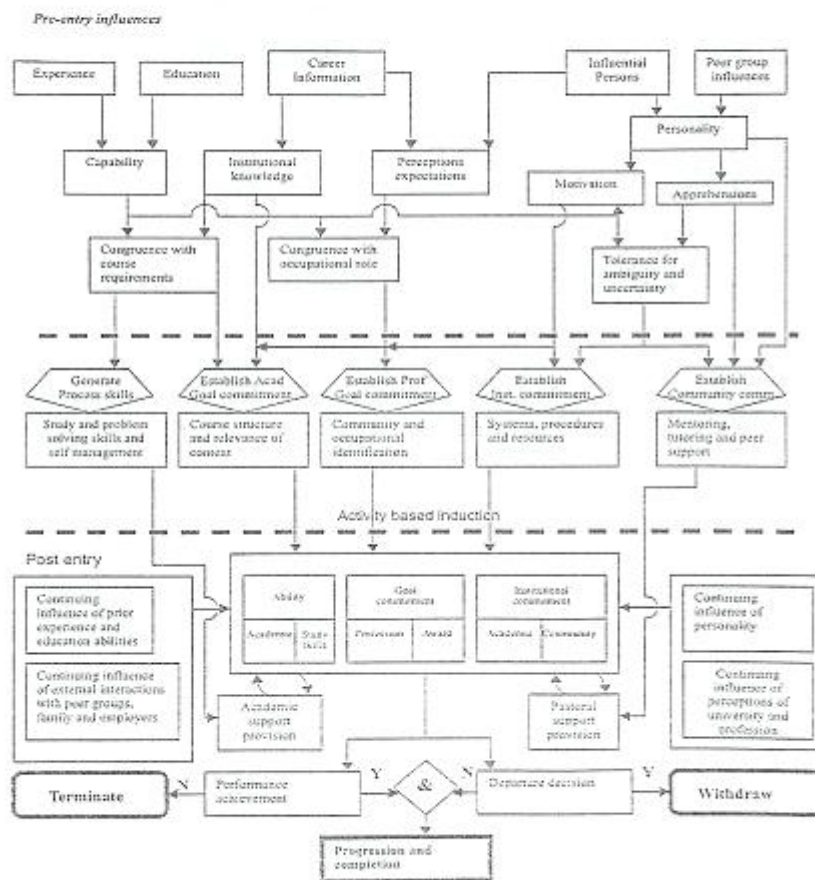 Pre-entry influences
Experience
Education
Career
Information
Influential
Persons
Peer group
influences
Capability
Institutional
knowledge
Perceptions
expectations
Personality
Motivation
Apprehensions
Congruence with
course
requirements
Congruence with
occupational role
Tolerance for
ambiguity and
uncertainty
Generate
Process skills
Establish Acad
Goal commitment
Establish Prof
Goal commitment
Establish
Inst. commitment
Establish
Community comm.
Study and problem
solving skills and
self management
Course structure
and relevance of
content
Community and
occupational
identification
Systems, procedures
and resources
Mentoring,
tutoring and peer
support
Activity based induction
Post entry
Continuing
influence of prior
experience and
education abilities
Continuing influence
of external interactions
with peer groups,
family and employers
Ability
Academic
Study
Goal
commitment
Profession
Award
Institutional
commitment
Academic
Community
Continuing
influence of
personality
Continuing
influence of
perceptions of
university and
profession
Academic
support
provision
Pastoral
support
provision
Terminate
N
Performance
achievement
Y
&
N
Departure decision
Y
Withdraw
Progression and
completion